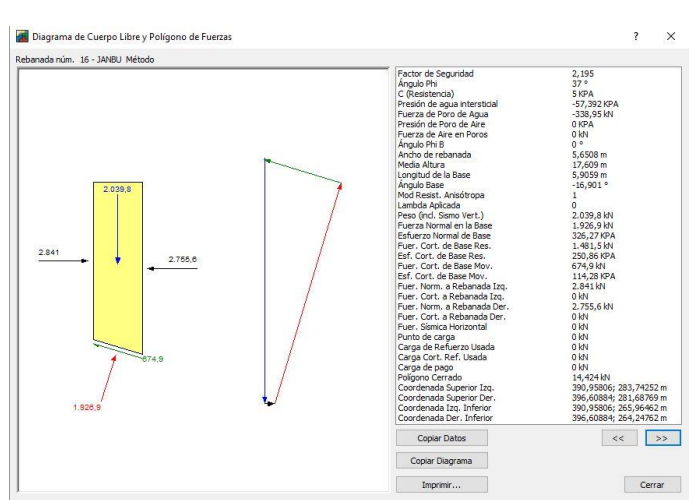 Diagrama de Cuerpo Libre y Polígono de Fuerzas
?
Rebanada núm. 16 - JANBU Método
2.039,8
2.841
2.755,6
674,9
1.926,9
Factor de Seguridad 2,195
Ángulo Phi 37 °
C (Resistencia) 5 KPA
Presión de agua intersticial -57,392 KPA
Fuerza de Poro de Agua -338,95 kN
Presión de Poro de Aire 0 KPA
Fuerza de Aire en Poros 0 kN
Ángulo Phi B 0 °
Ancho de rebanada 5,6508 m
Media Altura 17,609 m
Longitud de la Base 5,9059 m
Ángulo Base -16,901 °
Mod Resist. Anisótropa 1
Lambda Aplicada 0
Peso (incl. Sismo Vert.) 2.039,8 kN
Fuerza Normal en la Base 1.926,9 kN
Esfuerzo Normal de Base 326,27 KPA
Fuer. Cort. de Base Res. 1.481,5 kN
Esf. Cort. de Base Res. 250,86 KPA
Fuer. Cort. de Base Mov. 674,9 kN
Esf. Cort. de Base Mov. 114,28 KPA
Fuer. Norm. a Rebanada Izq. 2.841 kN
Fuer. Cort. a Rebanada Izq. 0 kN
Fuer. Norm. a Rebanada Der. 2.755,6 kN
Fuer. Cort. a Rebanada Der. 0 kN
Fuer. Sísmica Horizontal 0 kN
Punto de carga 0 kN
Carga de Refuerzo Usada 0 kN
Carga Cort. Ref. Usada 0 kN
Carga de pago 0 kN
Polígono Cerrado 14,424 kN
Coordenada Superior Izq. 390,95806; 283,74252 m
Coordenada Superior Der. 396,60884; 281,68769 m
Coordenada Izq. Inferior 390,95806; 265,96462 m
Coordenada Der. Inferior 396,60884; 264,24762 m
Copiar Datos
<< >>
Copiar Diagrama
Imprimir...
Cerrar